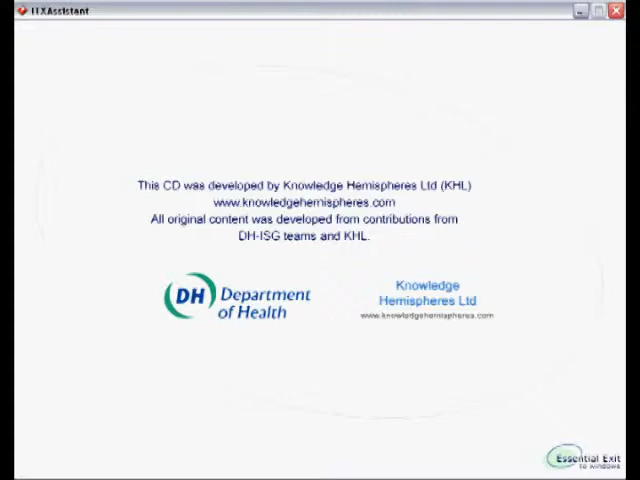 ITXAssistant
This CD was developed by Knowledge Hemispheres Ltd (KHL)
www.knowledgehemispheres.com
All original content was developed from contributions from
DH-ISG teams and KHL.
DH Department
of Health
Knowledge
Hemispheres Ltd
www.knowledgehemispheres.com
Essential Exit
to windows